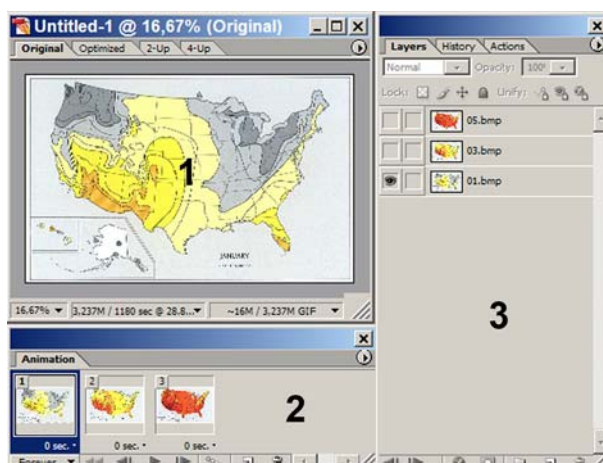 Untitled-1 @ 16,67% (Original)
Original Optimized 2-Up 4-Up
1
JANUARY
16.67% 3,237M / 1180 sec @ 28.8... ~16M / 3,237M GIF
Animation
1 2 3
2
0 sec. 0 sec. 0 sec.
Forever
Layers History Actions
Normal Opacity: 100%
Lock: Unify:
05.bmp
03.bmp
01.bmp
3